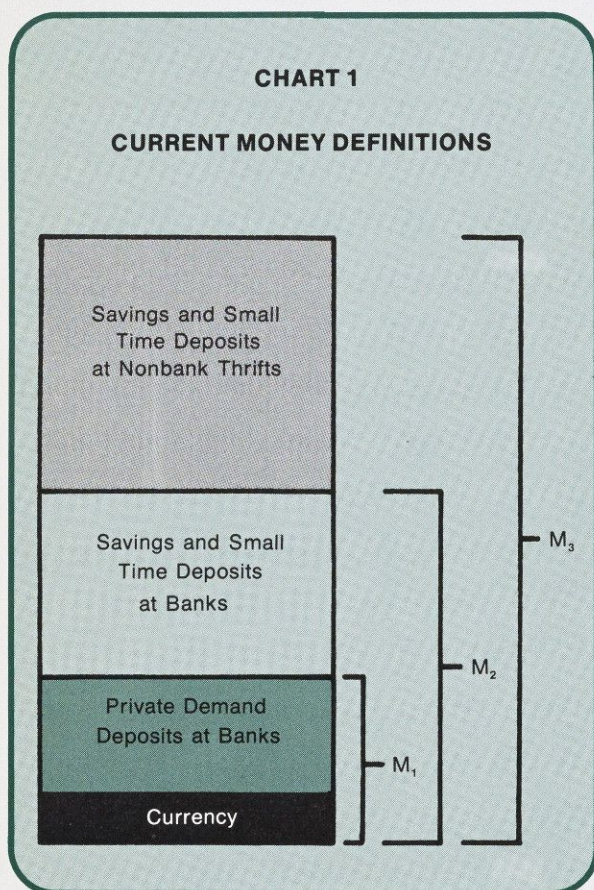 CHART 1
CURRENT MONEY DEFINITIONS
Savings and Small
Time Deposits
at Nonbank Thrifts
Savings and Small
Time Deposits
at Banks
Private Demand
Deposits at Banks
Currency
M₃
M₂
M₁